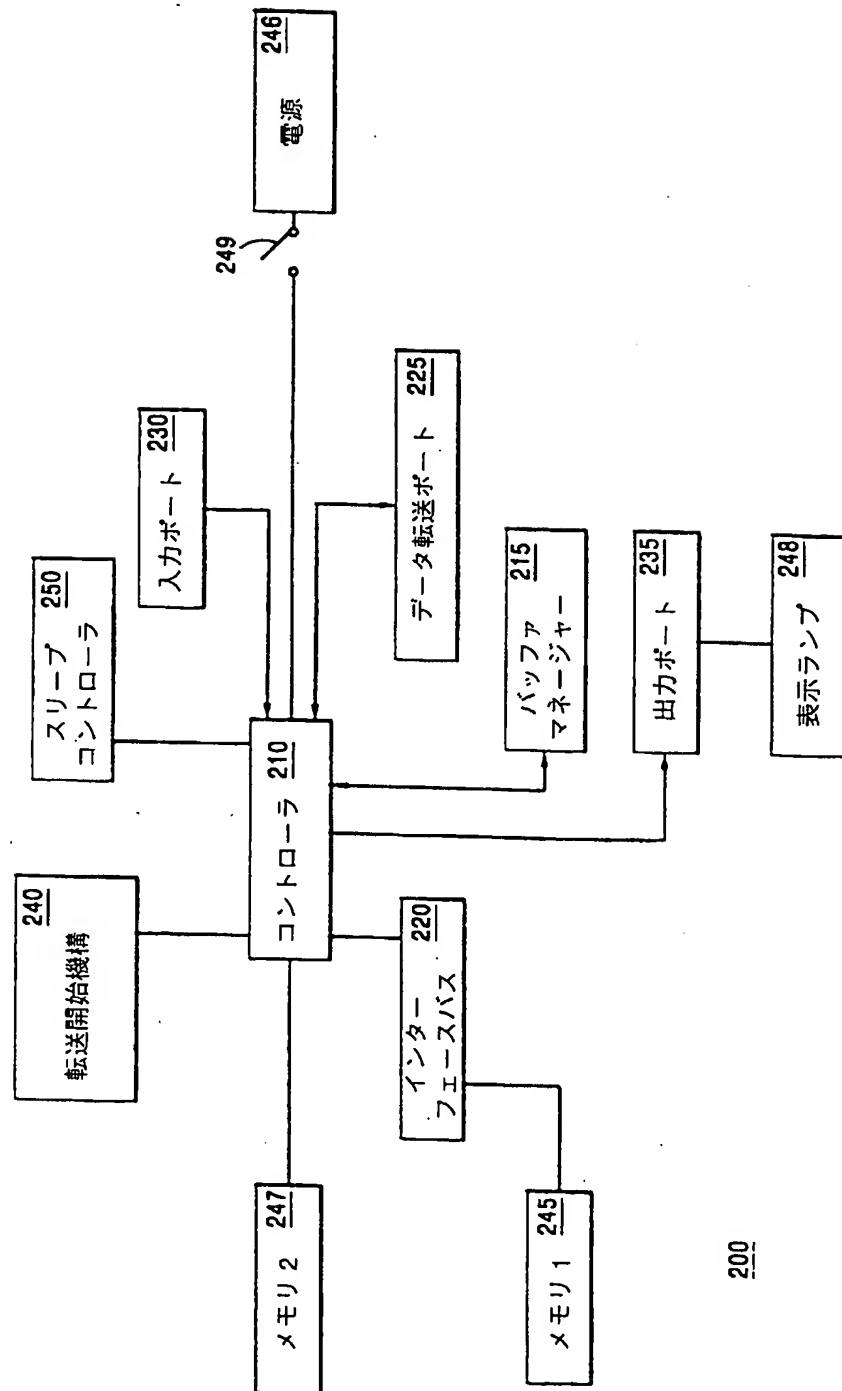 転送開始機構
240
スリープ
コントローラ
250
入力ポート
230
249
電源
246
メモリ2
247
コントローラ
210
データ転送ポート
225
インター
フェースバス
220
バッファ
マネージャー
215
メモリ1
245
出力ポート
235
表示ランプ
248
200